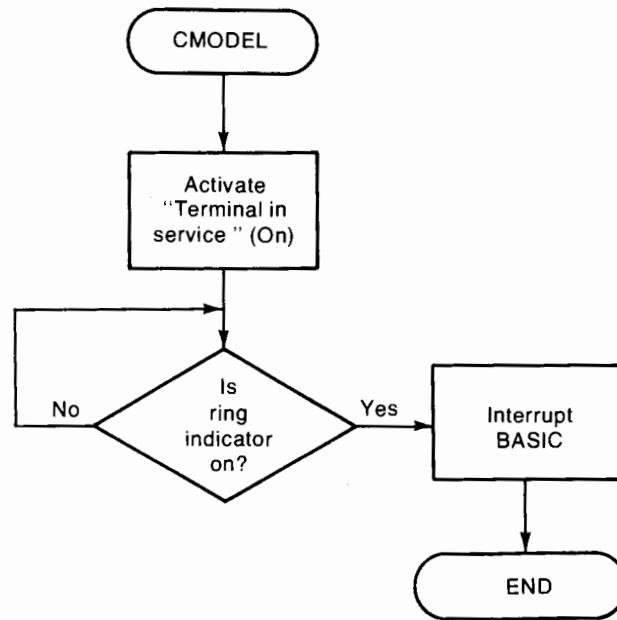 CMODEL
Activate
“Terminal in
service ” (On)
Is
ring
indicator
on?
No
Yes
Interrupt
BASIC
END